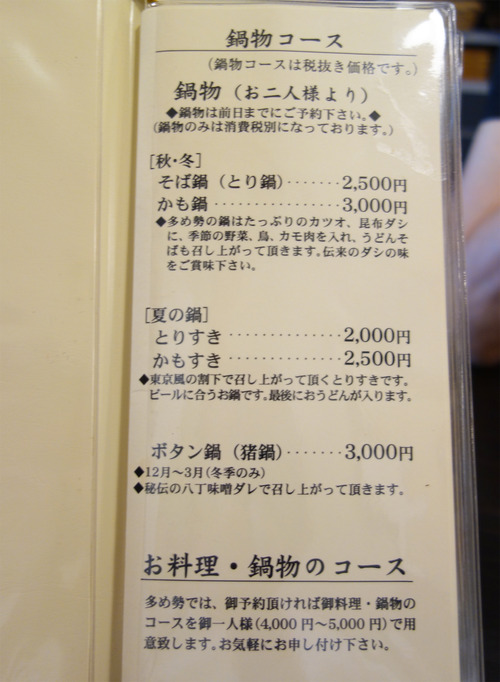 鍋物コース
（鍋物コースは税抜き価格です。）
鍋物（お二人様より）
◆鍋物は前日までにご予約下さい。◆
（鍋物のみは消費税別になっております。）
［秋・冬］
そば鍋（とり鍋）・・・・・・・2,500円
かも鍋・・・・・・・・・・・・・・3,000円
◆多め勢の鍋はたっぷりのカツオ、昆布ダシ
に、季節の野菜、鳥、カモ肉を入れ、うどんそ
ばも召し上がって頂きます。伝来のダシの味
をご賞味下さい。
［夏の鍋］
とりすき・・・・・・・・・・・・・2,000円
かもすき・・・・・・・・・・・・・2,500円
◆東京風の割下で召し上がって頂くとりすきです。
ビールに合うお鍋です。最後におうどんが入ります。
ボタン鍋（猪鍋）・・・・・・・3,000円
◆12月～3月（冬季のみ）
◆秘伝の八丁味噌ダレで召し上がって頂きます。
お料理・鍋物のコース
多め勢では、御予約頂ければ御料理・鍋物の
コースを御一人様（4,000円～5,000円）で用
意致します。お気軽にお申し付け下さい。